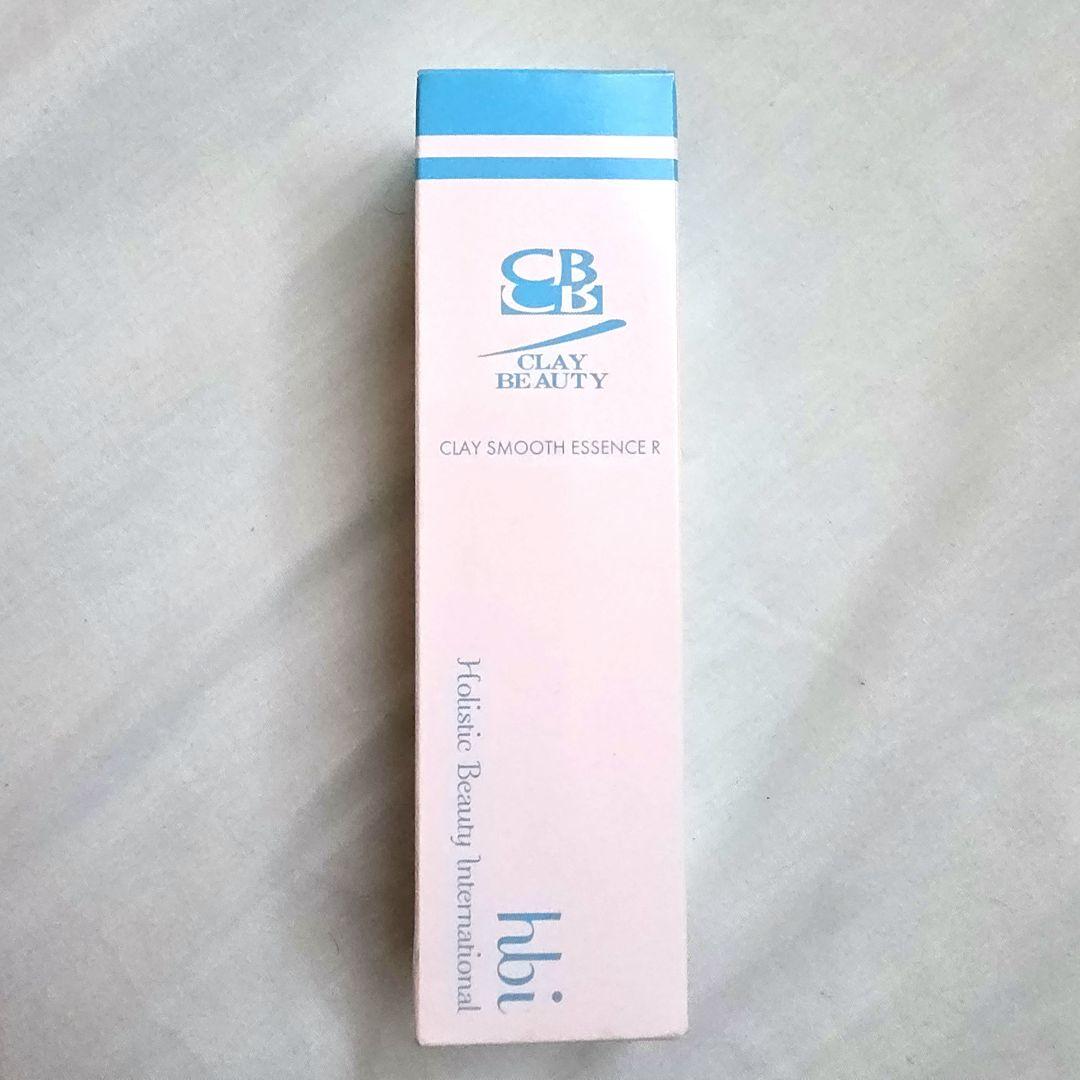 CB
CB
CLAY
BEAUTY
CLAY SMOOTH ESSENCE R
Holistic Beauty International
hbi